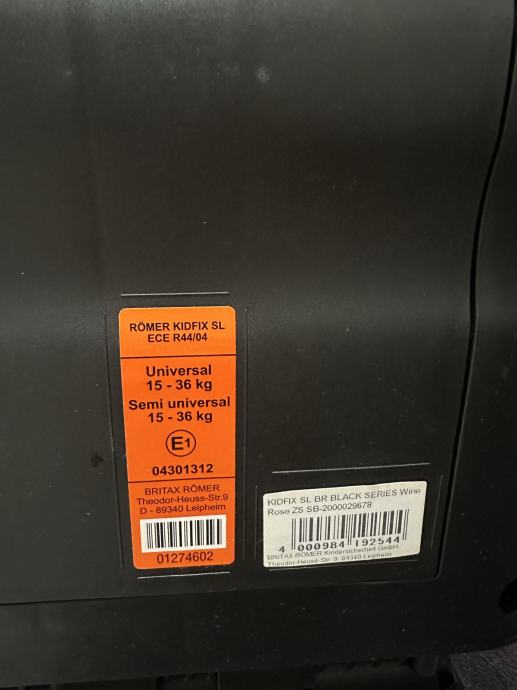 RÖMER KIDFIX SL
ECE R44/04
Universal
15 - 36 kg
Semi universal
15 - 36 kg
E1
04301312
BRITAX RÖMER
Theodor-Heuss-Str.9
D - 89340 Leipheim
01274602
KIDFIX SL BR BLACK SERIES Wine
Rose ZS SB-2000029678
4 000984 192544
BRITAX RÖMER Kindersicherheit GmbH
Theodor-Heuss-Str. 9, 89340 Leipheim